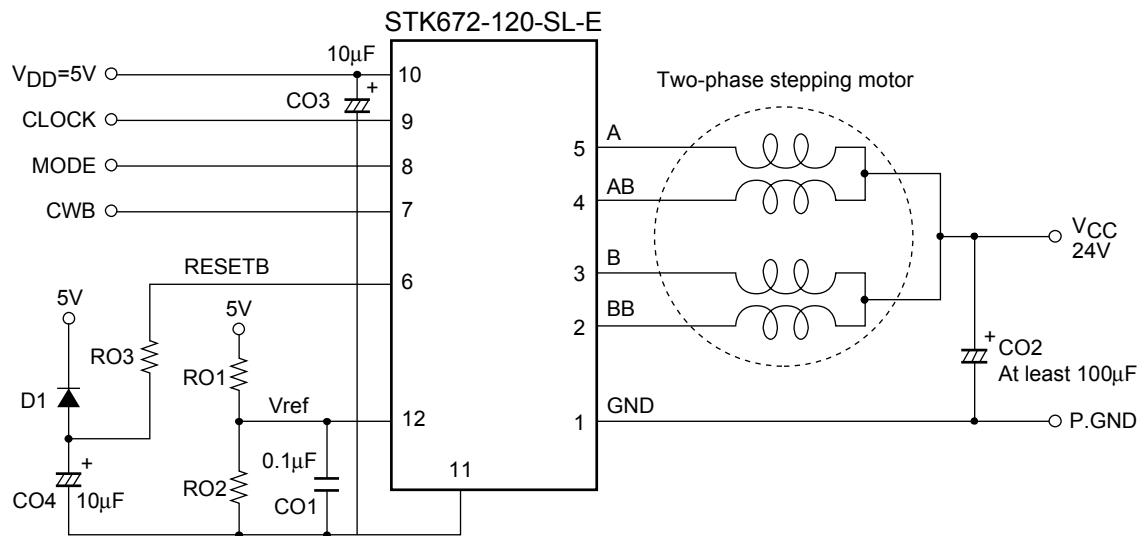 STK672-120-SL-E
10μF
VDD=5V
10
CO3
+
CLOCK
9
MODE
8
CWB
7
RESETB
6
5V
RO3
D1
+
CO4
10μF
5V
RO1
Vref
12
RO2
0.1μF
CO1
11
Two-phase stepping motor
5
A
4
AB
3
B
2
BB
1
GND
VCC
24V
+
CO2
At least 100μF
P.GND